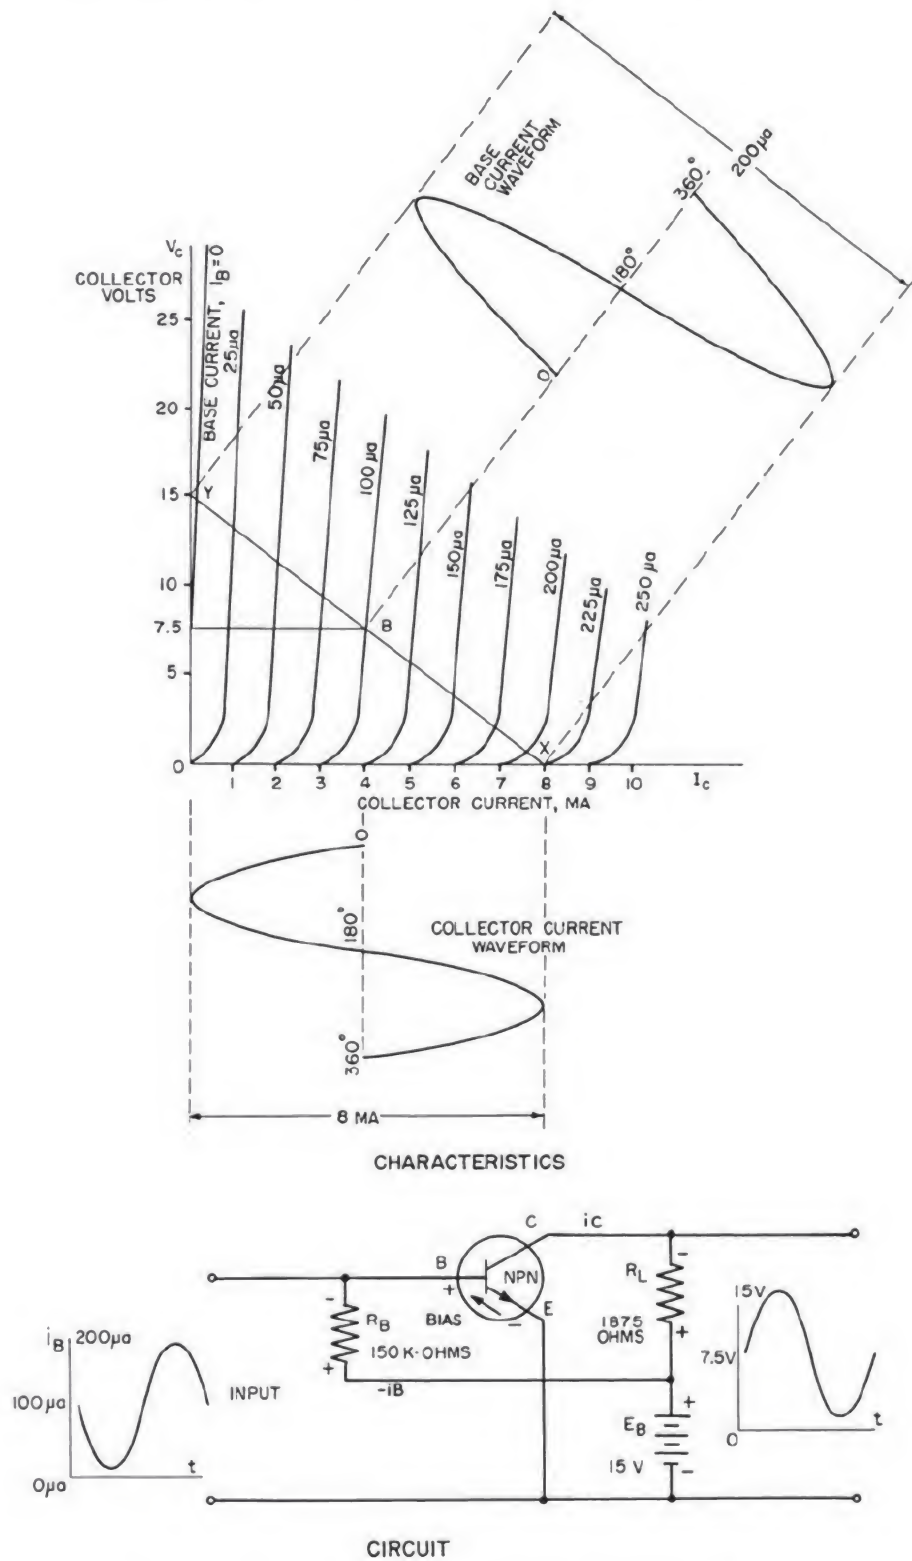 BASE
CURRENT
WAVEFORM
200μa
360°
180°
0
Vc
COLLECTOR
VOLTS
25
20
15
10
7.5
5
0
BASE CURRENT, IB=0
25μa
50μa
75μa
100μa
125μa
150μa
175μa
200μa
225μa
250μa
Y
B
X
1 2 3 4 5 6 7 8 9 10 Ic
COLLECTOR CURRENT, MA
0
180°
360°
COLLECTOR CURRENT
WAVEFORM
8 MA
CHARACTERISTICS
C ic
B NPN E
+ BIAS -
- RB +
150 K-OHMS
-iB
- RL +
1875
OHMS
+ EB -
15 V
iB 200μa
100μa
0μa
t
INPUT
15V
7.5V
0
t
CIRCUIT